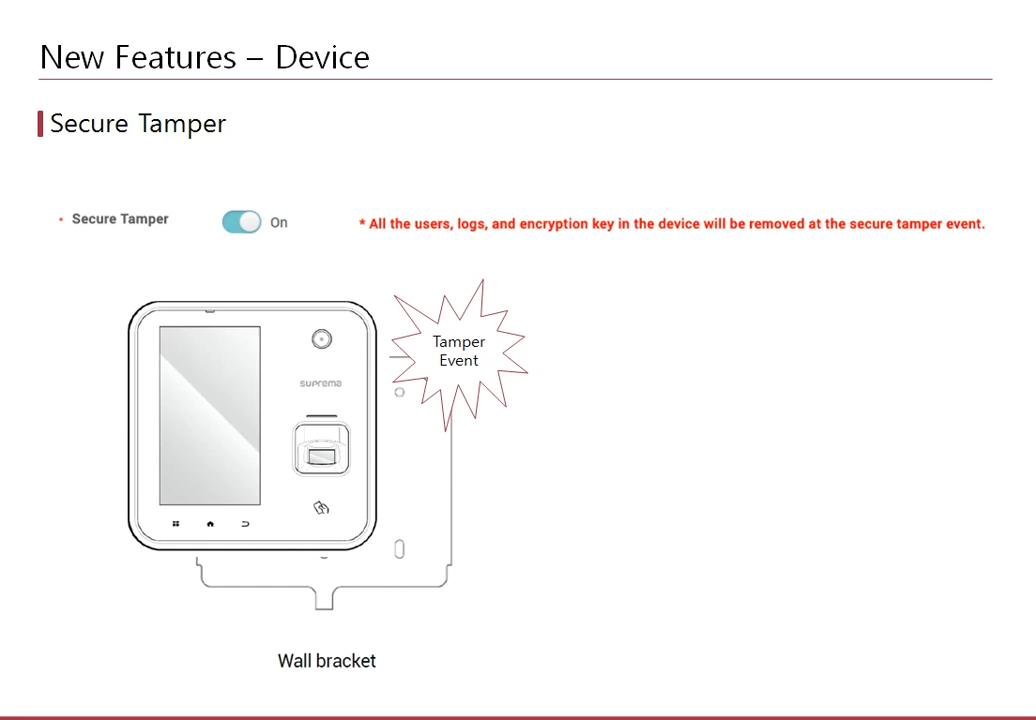 New Features – Device
Secure Tamper
• Secure Tamper On * All the users, logs, and encryption key in the device will be removed at the secure tamper event.
Tamper
Event
suprema
Wall bracket